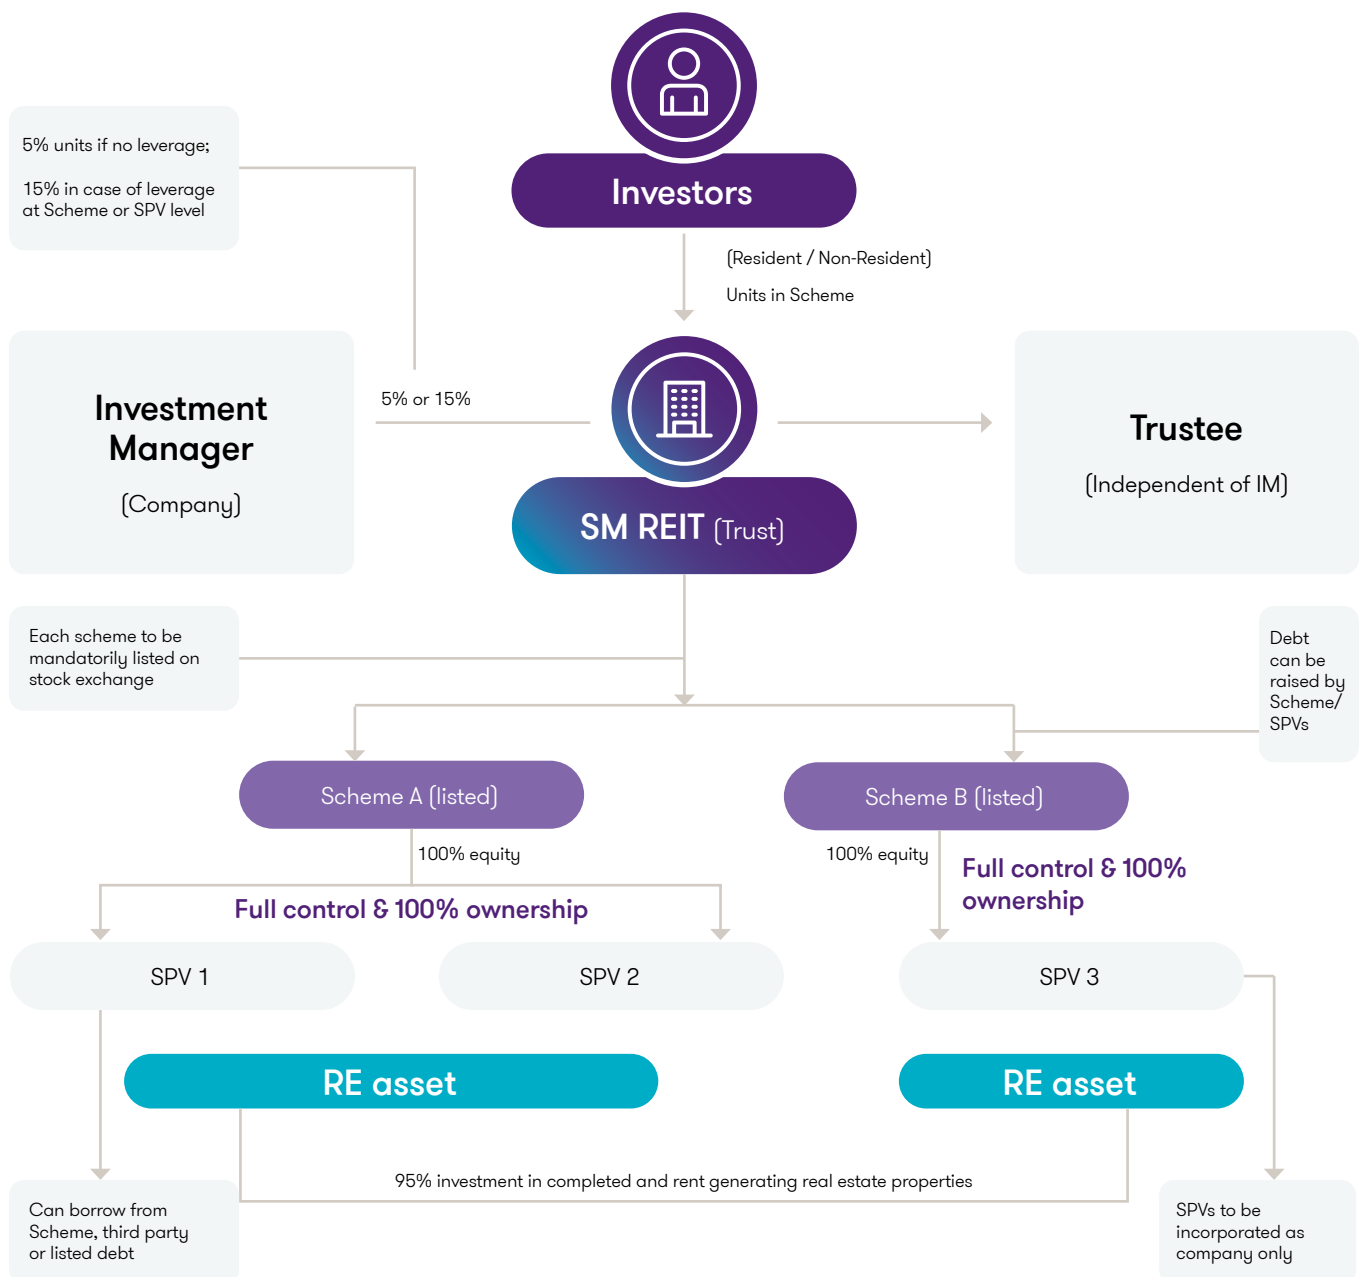 Investors
5% units if no leverage;
15% in case of leverage
at Scheme or SPV level
(Resident / Non-Resident)
Units in Scheme
Investment
Manager
(Company)
5% or 15%
SM REIT (Trust)
Trustee
(Independent of IM)
Each scheme to be
mandatorily listed on
stock exchange
Debt
can be
raised by
Scheme/
SPVs
Scheme A (listed)
Scheme B (listed)
100% equity
100% equity
Full control & 100% ownership
Full control & 100%
ownership
SPV 1
SPV 2
SPV 3
RE asset
RE asset
95% investment in completed and rent generating real estate properties
Can borrow from
Scheme, third party
or listed debt
SPVs to be
incorporated as
company only